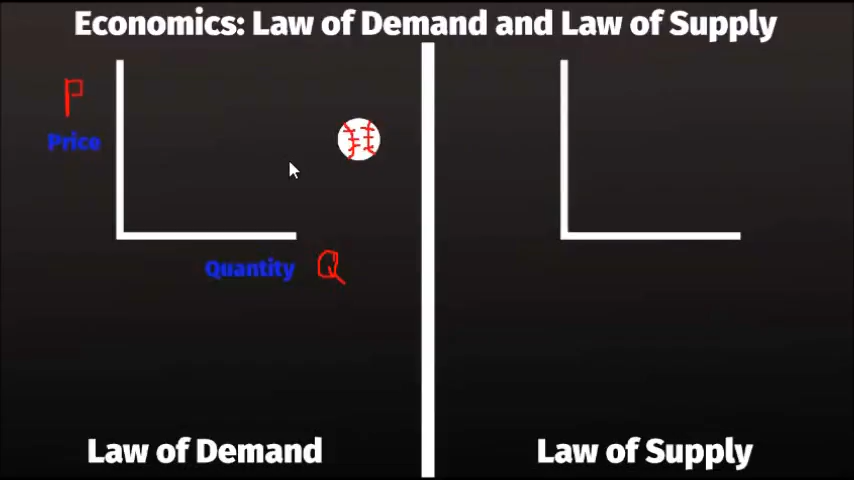 Economics: Law of Demand and Law of Supply
P
Price
Quantity Q
Law of Demand
Law of Supply